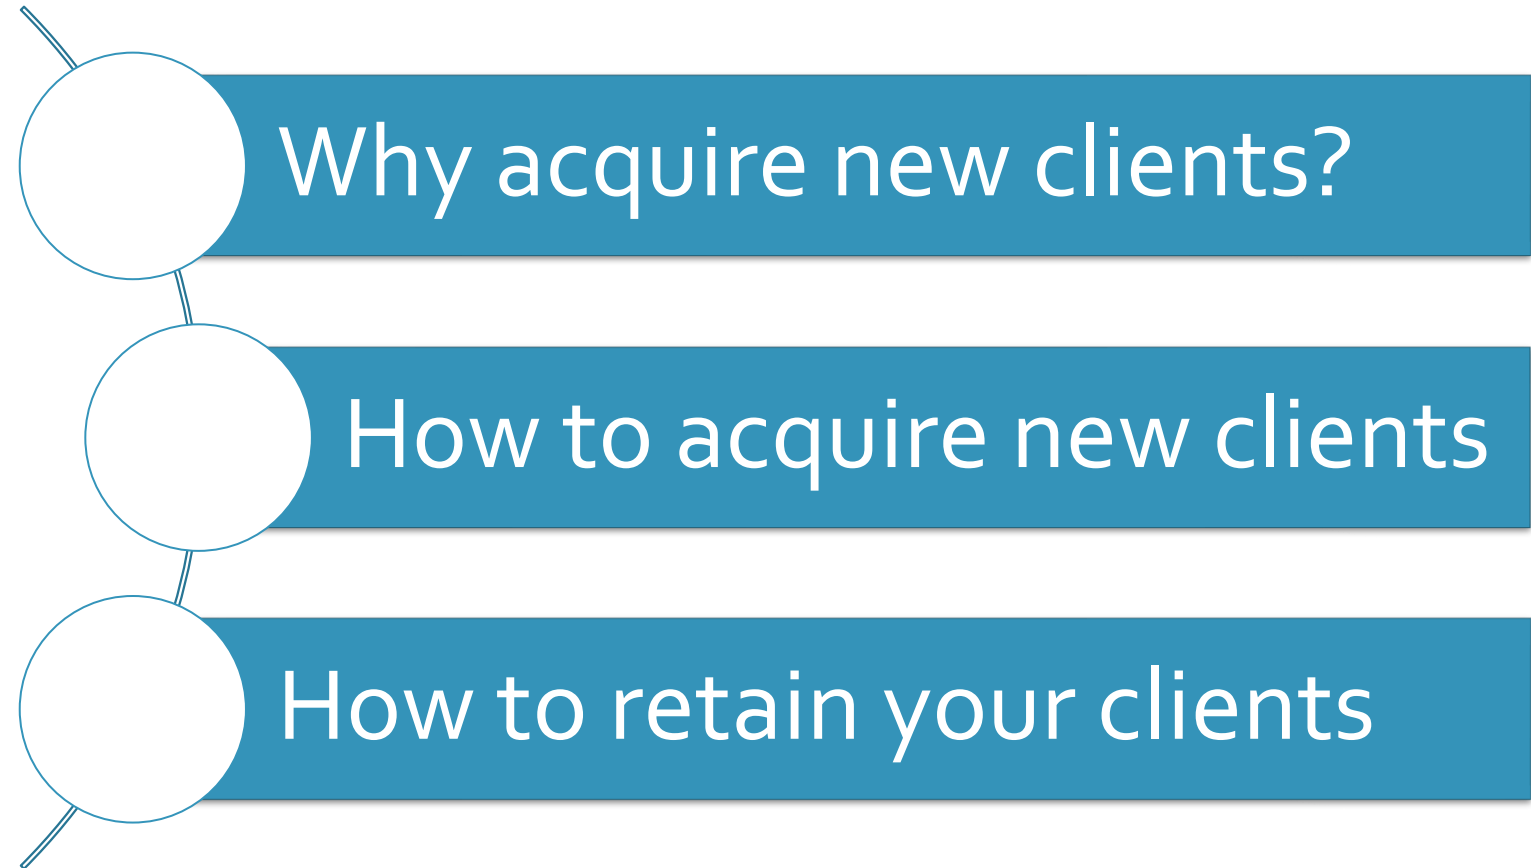 Why acquire new clients?
How to acquire new clients
How to retain your clients